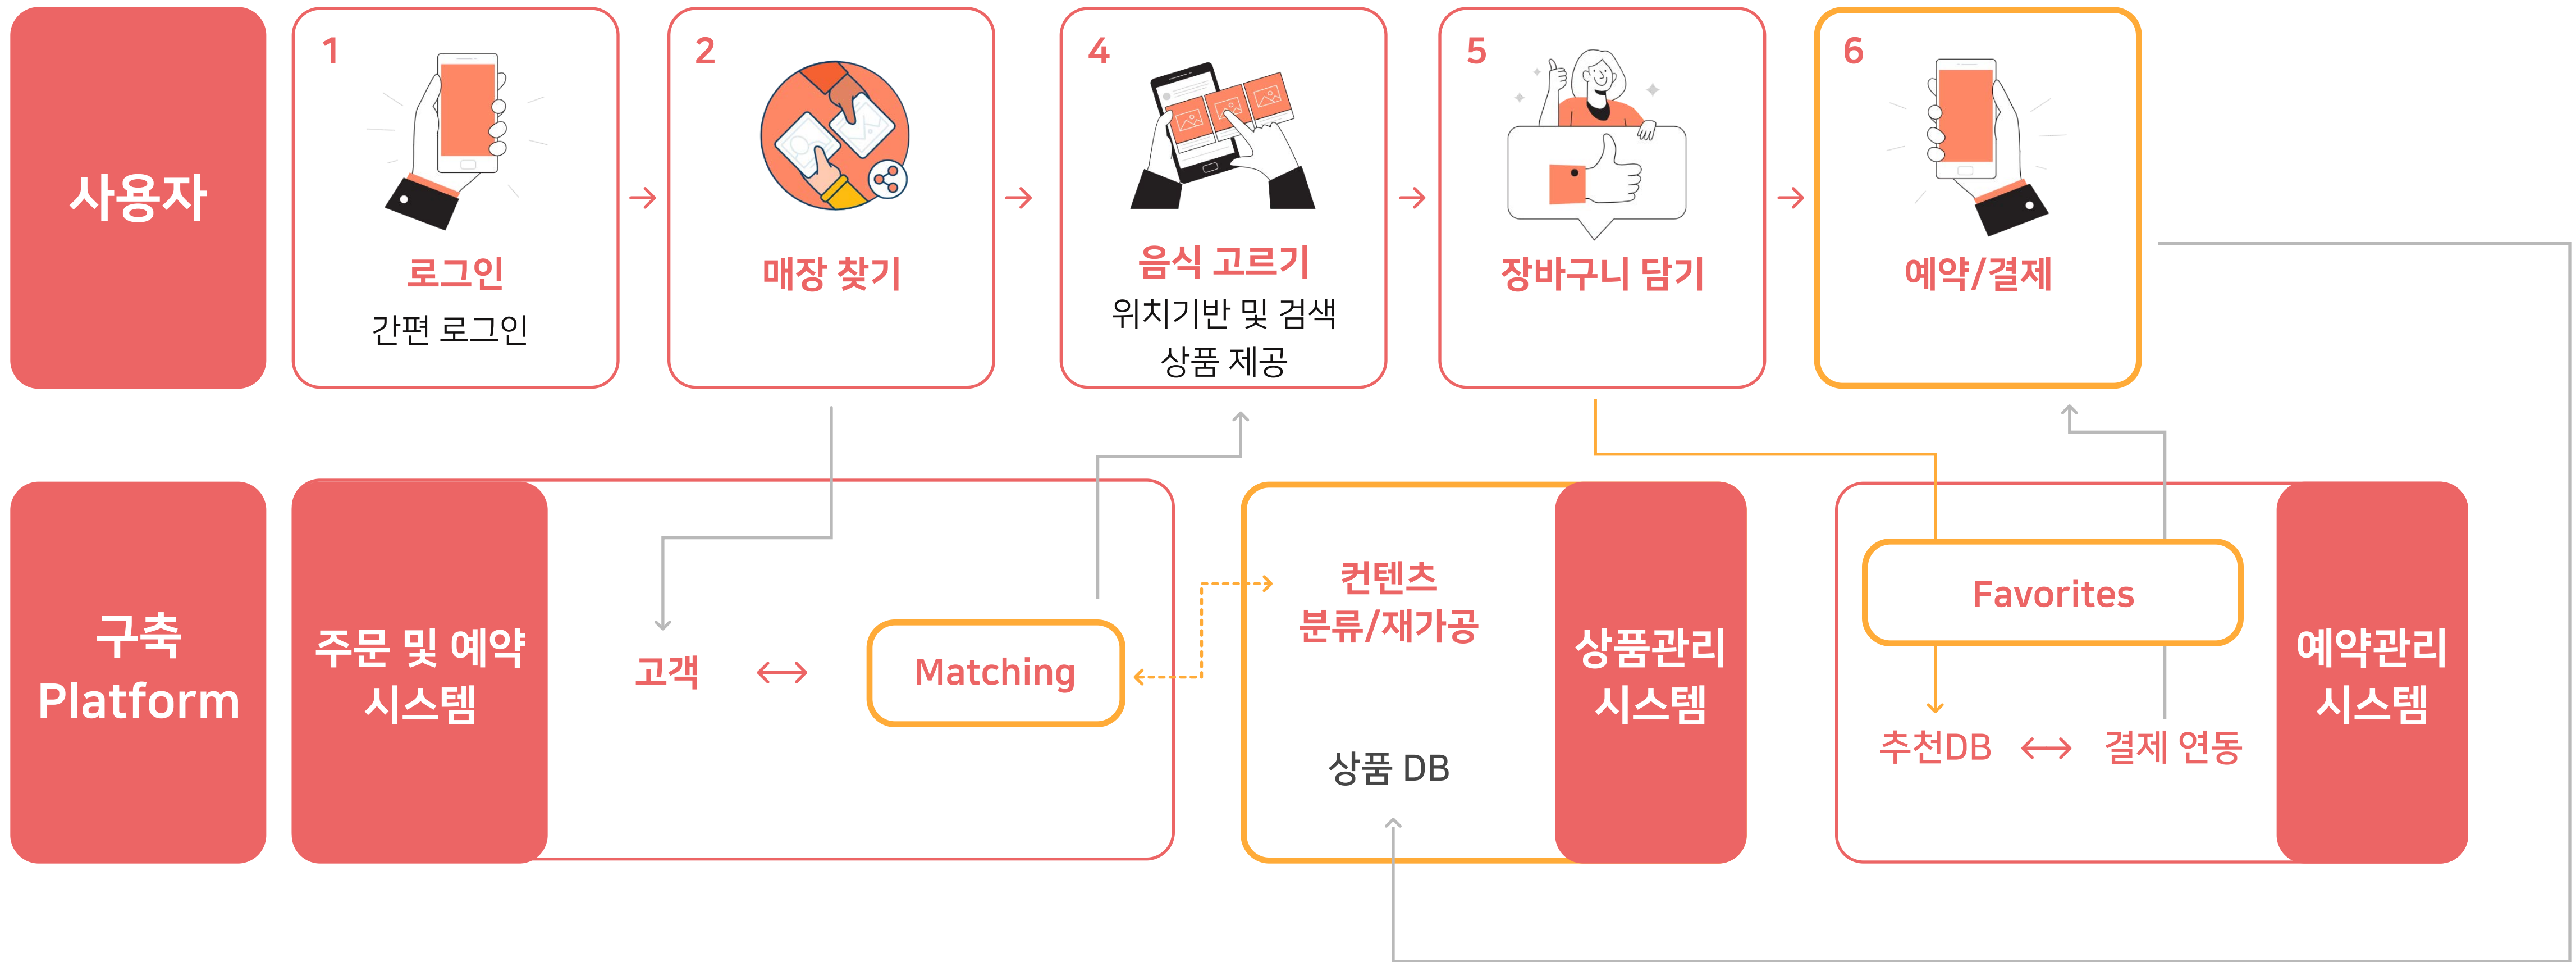 사용자
1
로그인
간편 로그인
2
매장 찾기
4
음식 고르기
위치기반 및 검색
상품 제공
5
장바구니 담기
6
예약/결제
구축
Platform
주문 및 예약
시스템
고객
Matching
컨텐츠
분류/재가공
상품 DB
상품관리
시스템
Favorites
추천DB
결제 연동
예약관리
시스템